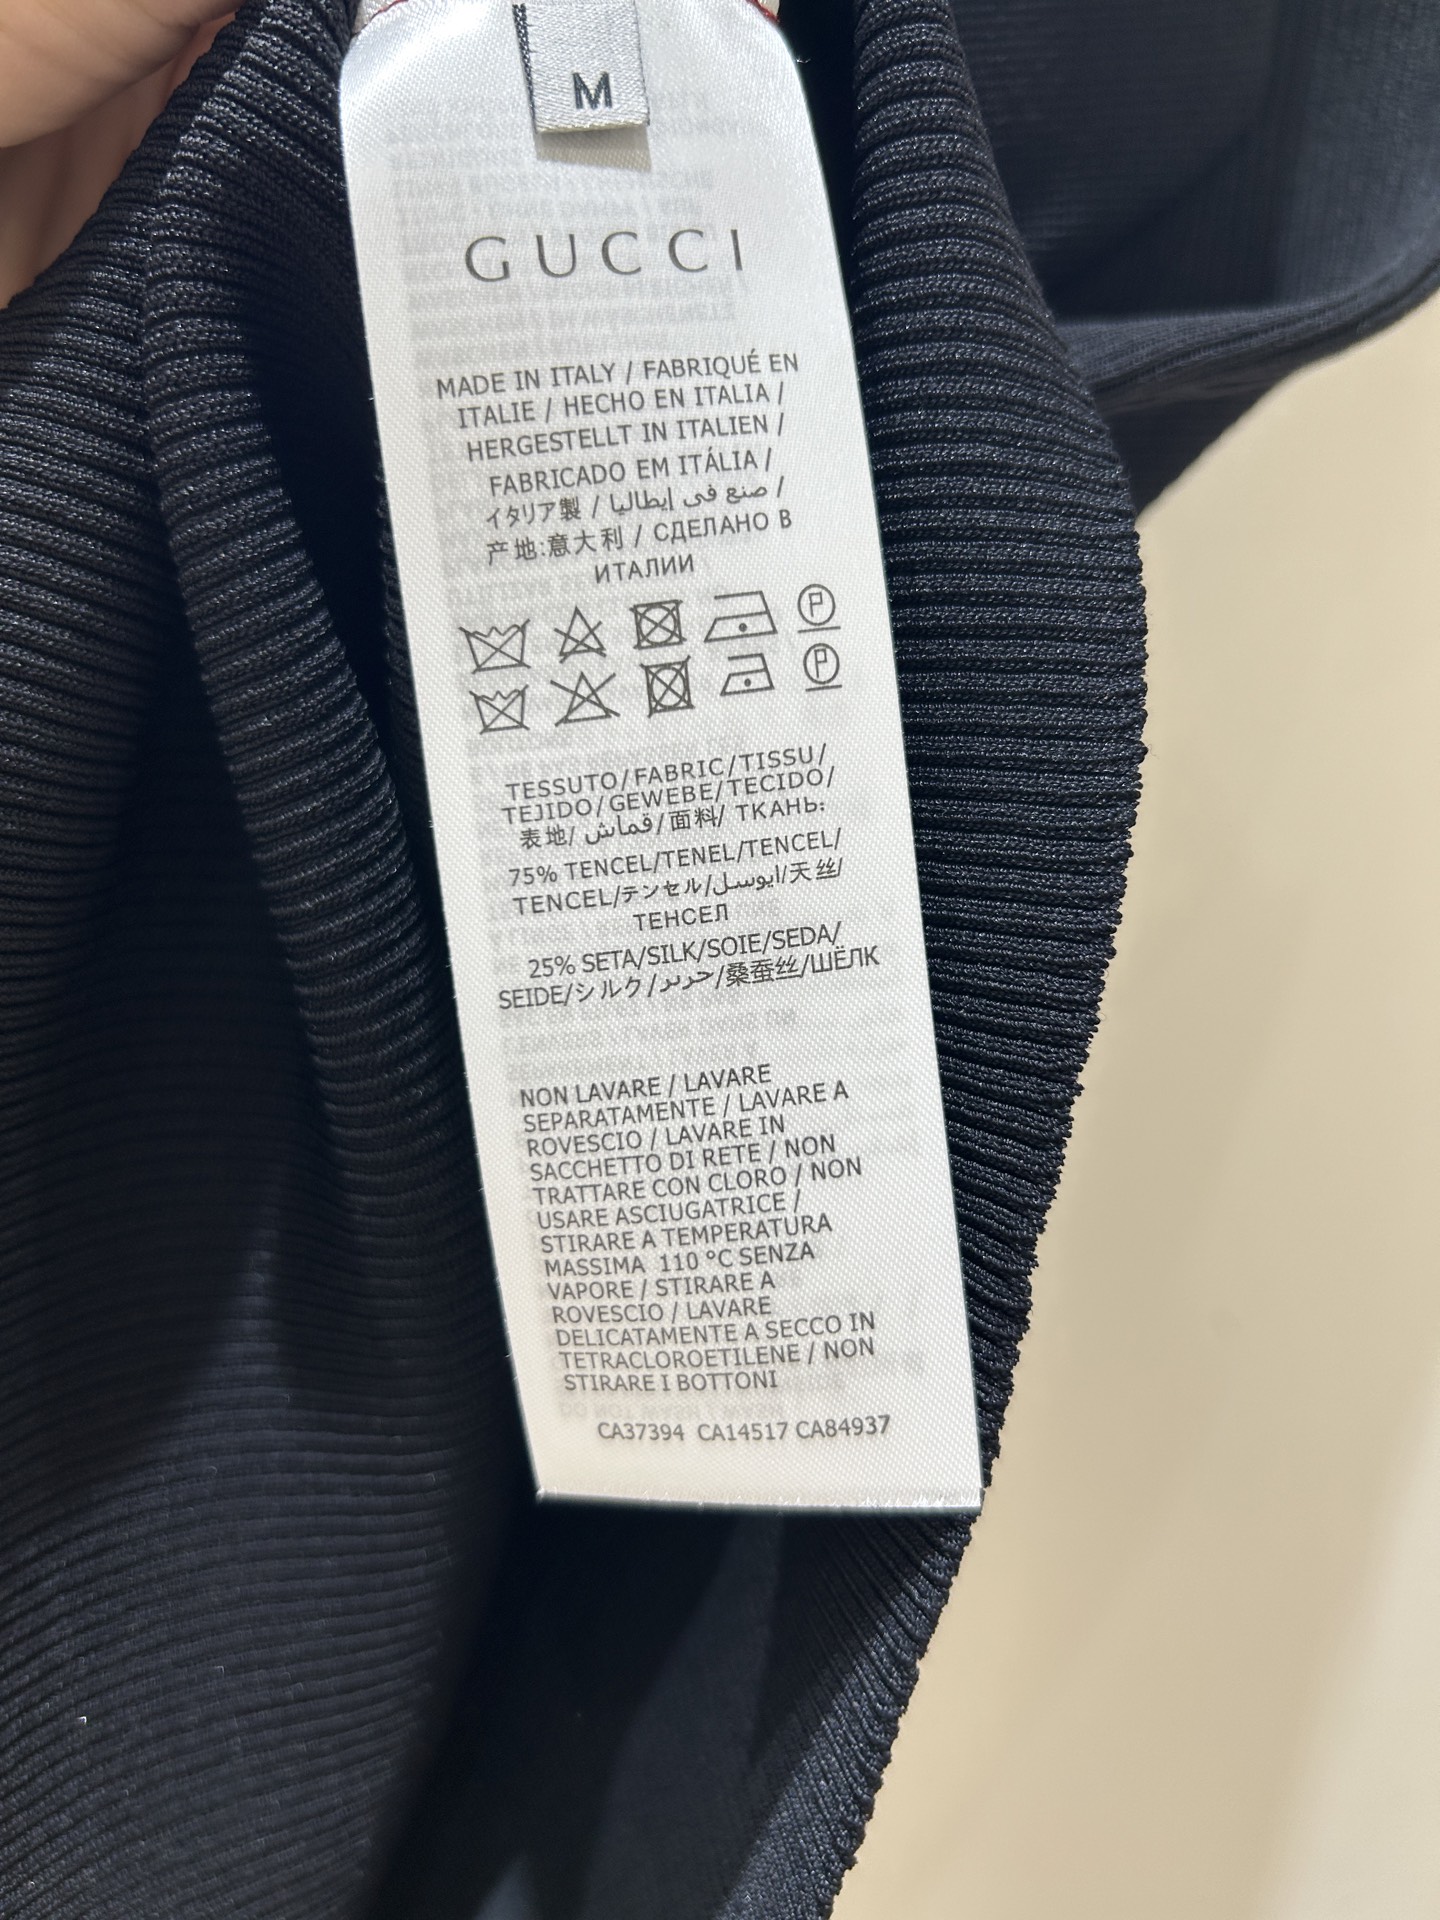 M
GUCCI
MADE IN ITALY / FABRIQUÉ EN
ITALIE / HECHO EN ITALIA /
HERGESTELLT IN ITALIEN /
FABRICADO EM ITÁLIA /
イタリア製 / صنع في إيطاليا /
产地:意大利 / СДЕЛАНО В
ИТАЛИИ
P
P
TESSUTO/FABRIC/TISSU/
TEJIDO/GEWEBE/TECIDO/
表地/قماش/面料/ ТКАНЬ:
75% TENCEL/TENEL/TENCEL/
TENCEL/テンセル/ايوسل/天丝/
ТЕНСЕЛ
25% SETA/SILK/SOIE/SEDA/
SEIDE/シルク/حرير/桑蚕丝/ШЁЛК
NON LAVARE / LAVARE
SEPARATAMENTE / LAVARE A
ROVESCIO / LAVARE IN
SACCHETTO DI RETE / NON
TRATTARE CON CLORO / NON
USARE ASCIUGATRICE /
STIRARE A TEMPERATURA
MASSIMA 110 °C SENZA
VAPORE / STIRARE A
ROVESCIO / LAVARE
DELICATAMENTE A SECCO IN
TETRACLOROETILENE / NON
STIRARE I BOTTONI
CA37394 CA14517 CA84937